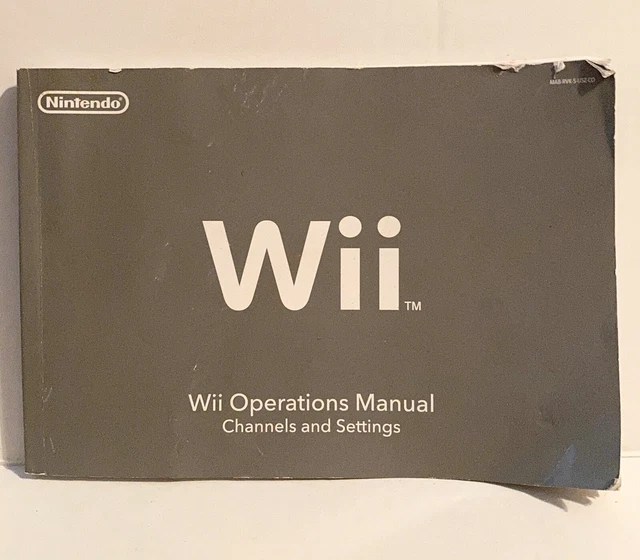 Nintendo®
Wii™
Wii Operations Manual
Channels and Settings